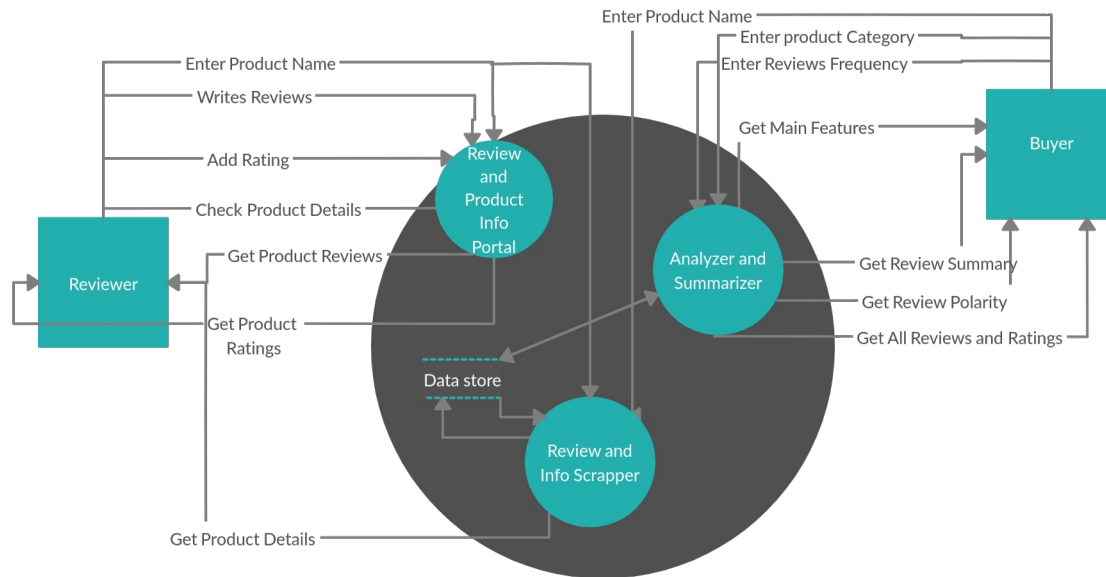 Enter Product Name
Enter product Category
Enter Product Name
Enter Reviews Frequency
Writes Reviews
Get Main Features
Buyer
Add Rating
Review
and
Product
Info
Portal
Check Product Details
Get Product Reviews
Analyzer and
Summarizer
Get Review Summary
Reviewer
Get Review Polarity
Get Product
Ratings
Get All Reviews and Ratings
Data store
Review and
Info Scrapper
Get Product Details